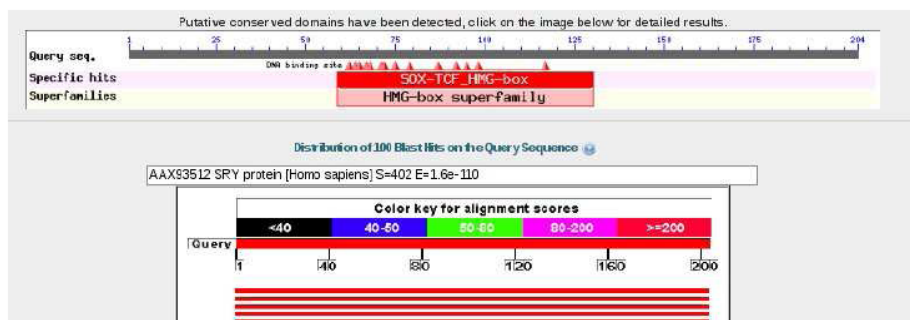 Putative conserved domains have been detected, click on the image below for detailed results.
1 25 50 75 100 125 150 175 204
Query seq.
DNA binding site
Specific hits SOX-TCF_HMG-box
Superfamilies HMG-box superfamily
Distribution of 100 Blast Hits on the Query Sequence
AAX93512 SRY protein [Homo sapiens] S=402 E=1.6e-110
Color key for alignment scores
<40 40-50 50-80 80-200 >=200
Query
1 40 80 120 160 200